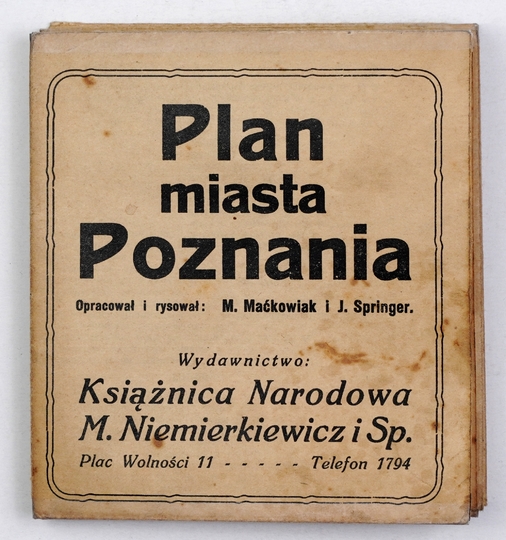 Plan
miasta
Poznania
Opracował i rysował: M. Maćkowiak i J. Springer.
Wydawnictwo:
Książnica Narodowa
M. Niemierkiewicz i Sp.
Plac Wolności 11 - - - - - Telefon 1794